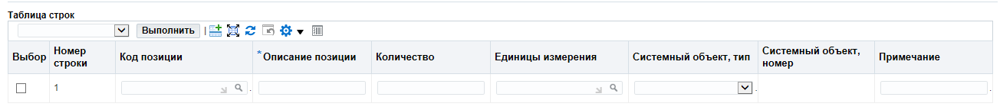 Таблица строк
Выполнить
Выбор Номер строки Код позиции *Описание позиции Количество Единицы измерения Системный объект, тип Системный объект, номер Примечание
1